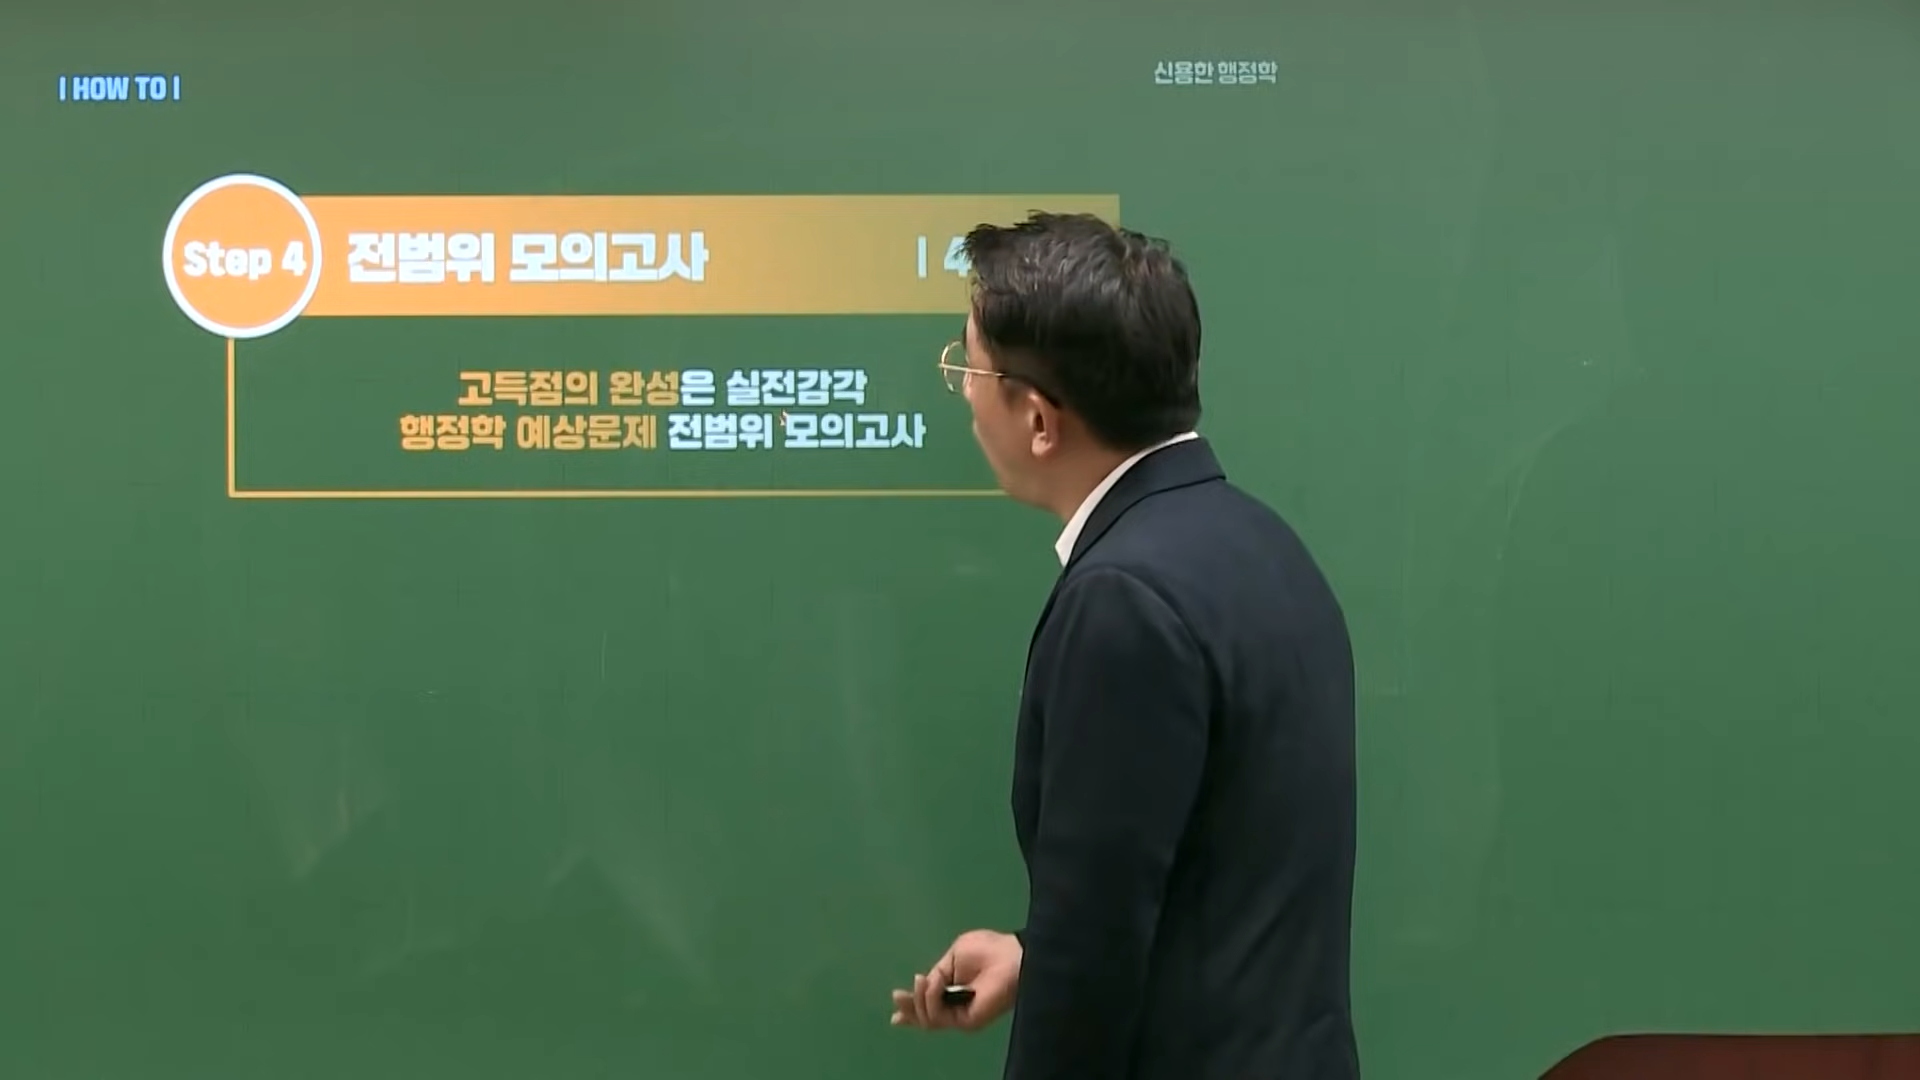 | HOW TO |
신용한 행정학
Step 4 전범위 모의고사 | 4
고득점의 완성은 실전감각
행정학 예상문제 전범위 모의고사